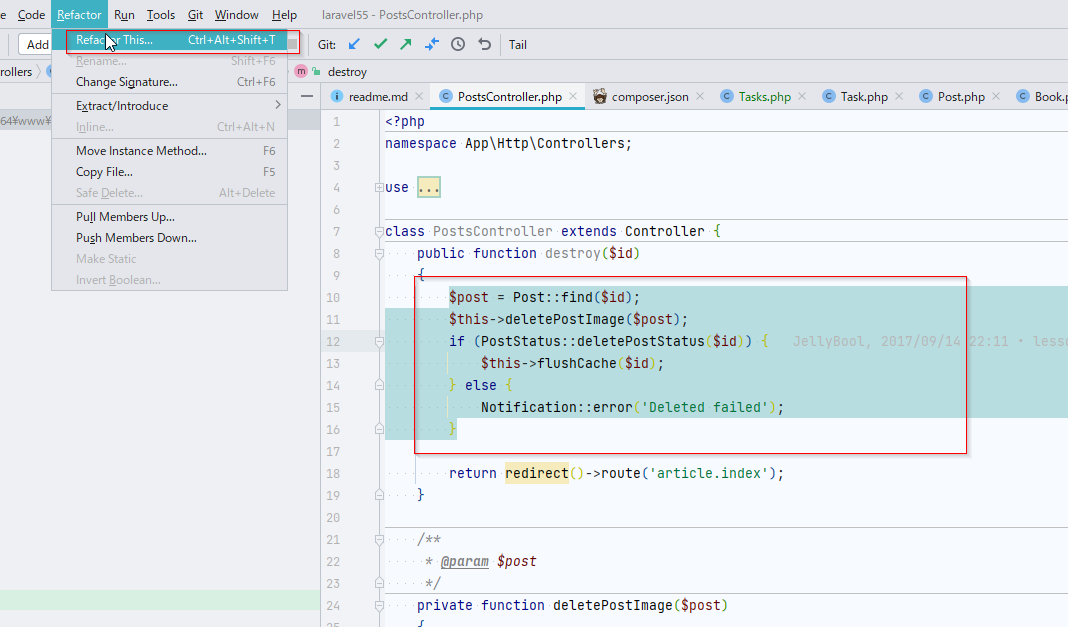 e Code Refactor Run Tools Git Window Help laravel55 - PostsController.php
Add Refactor This... Ctrl+Alt+Shift+T Git: Tail
Rename... Shift+F6
rollers m destroy
Change Signature... Ctrl+F6
readme.md PostsController.php composer.json Tasks.php Task.php Post.php Book.p
Extract/Introduce
64¥www¥
Inline... Ctrl+Alt+N
Move Instance Method... F6
Copy File... F5
Safe Delete... Alt+Delete
Pull Members Up...
Push Members Down...
Make Static
Invert Boolean...
1 <?php
2 namespace App\Http\Controllers;
3
4 use ...
6
7 class PostsController extends Controller {
8 public function destroy($id)
9 {
10 $post = Post::find($id);
11 $this->deletePostImage($post);
12 if (PostStatus::deletePostStatus($id)) { JellyBool, 2017/09/14 22:11 • lesse
13 $this->flushCache($id);
14 } else {
15 Notification::error('Deleted failed');
16 }
17
18 return redirect()->route('article.index');
19 }
20
21 /**
22 * @param $post
23 */
24 private function deletePostImage($post)
25 {